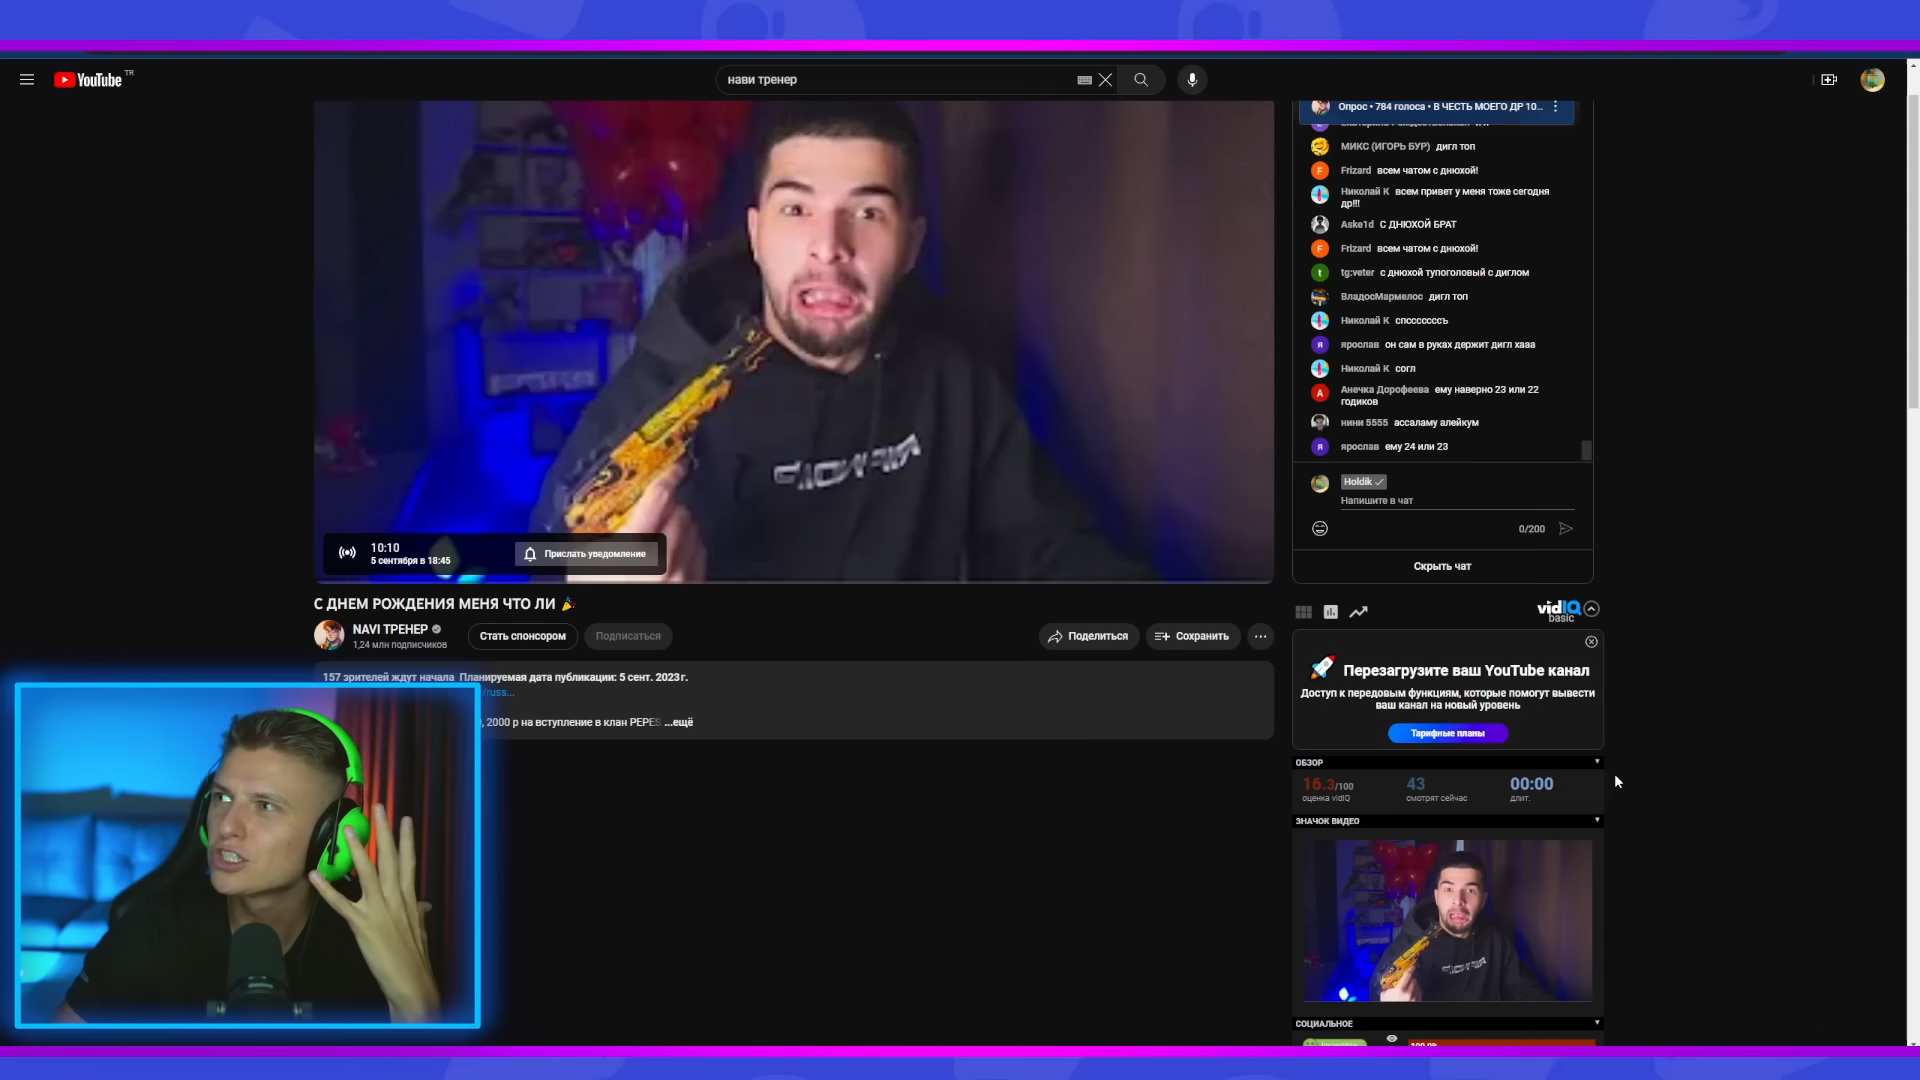 YouTube TR
нави тренер
Опрос • 784 голоса • В ЧЕСТЬ МОЕГО ДР 10...
МИКС (ИГОРЬ БУР) дигл топ
Frizard всем чатом с днюхой!
Николай К всем привет у меня тоже сегодня
др!!!
Aske1d С ДНЮХОЙ БРАТ
Frizard всем чатом с днюхой!
tg:veter с днюхой тупоголовый с диглом
ВладосМармелос дигл топ
Николай К спсссссссъ
ярослав он сам в руках держит дигл хааа
Николай К согл
Анечка Дорофеева ему наверно 23 или 22
годиков
нини 5555 ассаламу алейкум
ярослав ему 24 или 23
Holdik
Напишите в чат
0/200
Скрыть чат
10:10
5 сентября в 18:45
Прислать уведомление
С ДНЕМ РОЖДЕНИЯ МЕНЯ ЧТО ЛИ
NAVI ТРЕНЕР
1,24 млн подписчиков
Стать спонсором
Подписаться
Поделиться
Сохранить
157 зрителей ждут начала Планируемая дата публикации: 5 сент. 2023 г.
/russ...
, 2000 р на вступление в клан PEPES ...ещё
vidIQ
basic
Перезагрузите ваш YouTube канал
Доступ к передовым функциям, которые помогут вывести
ваш канал на новый уровень
Тарифные планы
ОБЗОР
16.3/100
оценка vidIQ
43
смотрят сейчас
00:00
длит.
ЗНАЧОК ВИДЕО
СОЦИАЛЬНОЕ